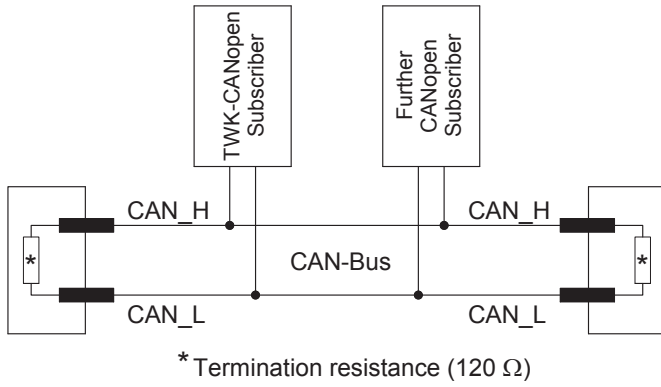 TWK-CANopen
Subscriber
Further
CANopen
Subscriber
CAN_H
CAN_H
*
*
CAN-Bus
CAN_L
CAN_L
* Termination resistance (120 Ω)